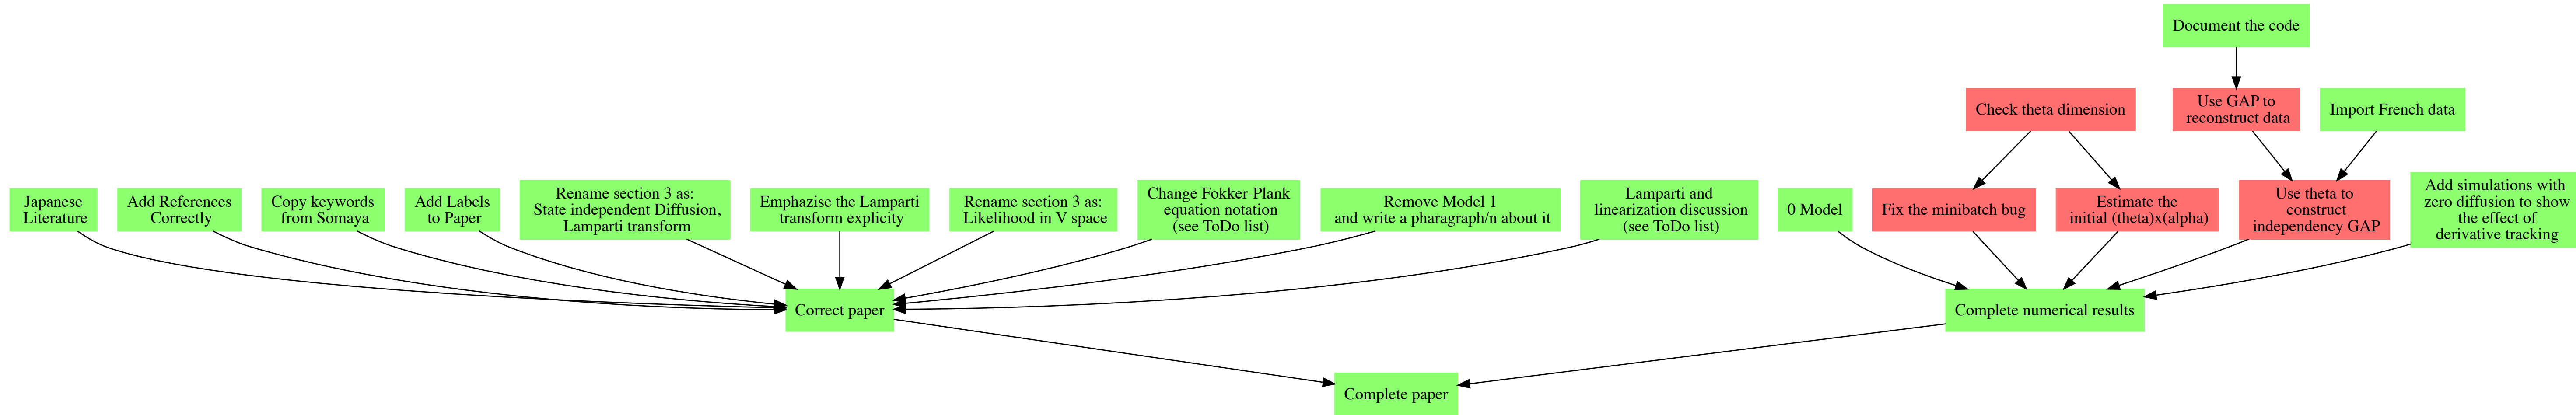 Document the code
Check theta dimension
Use GAP to
reconstruct data
Import French data
Japanese
Literature
Add References
Correctly
Copy keywords
from Somaya
Add Labels
to Paper
Rename section 3 as:
State independent Diffusion,
Lamparti transform
Emphazise the Lamparti
transform explicity
Rename section 3 as:
Likelihood in V space
Change Fokker-Plank
equation notation
(see ToDo list)
Remove Model 1
and write a pharagraph/n about it
Lamparti and
linearization discussion
(see ToDo list)
0 Model
Fix the minibatch bug
Estimate the
initial (theta)x(alpha)
Use theta to
construct
independency GAP
Add simulations with
zero diffusion to show
the effect of
derivative tracking
Correct paper
Complete numerical results
Complete paper